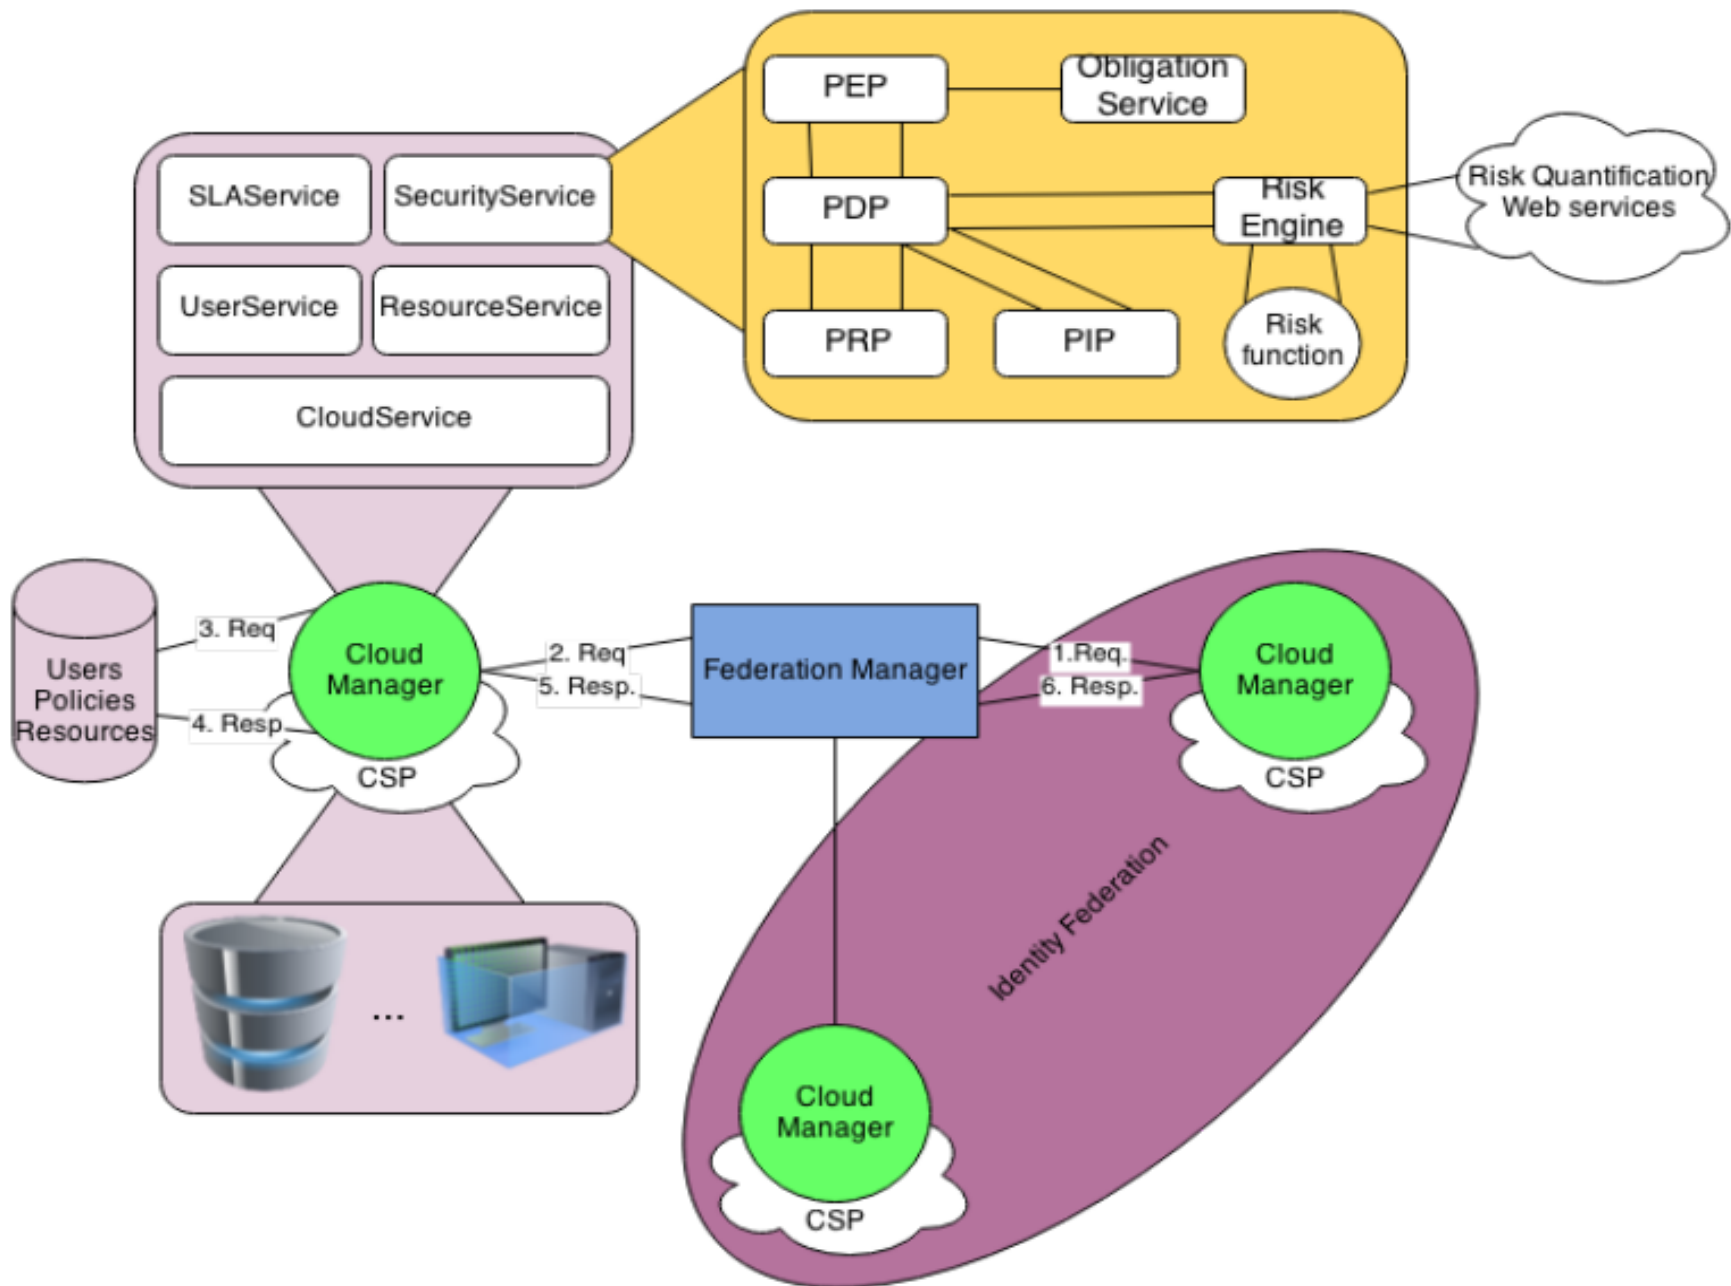 PEP
Obligation
Service
SLAService
SecurityService
PDP
Risk
Engine
Risk Quantification
Web services
UserService
ResourceService
PRP
PIP
Risk
function
CloudService
3. Req
Users
Policies
Resources
4. Resp
Cloud
Manager
CSP
2. Req
5. Resp.
Federation Manager
1.Req.
6. Resp.
Cloud
Manager
CSP
Identity Federation
...
Cloud
Manager
CSP